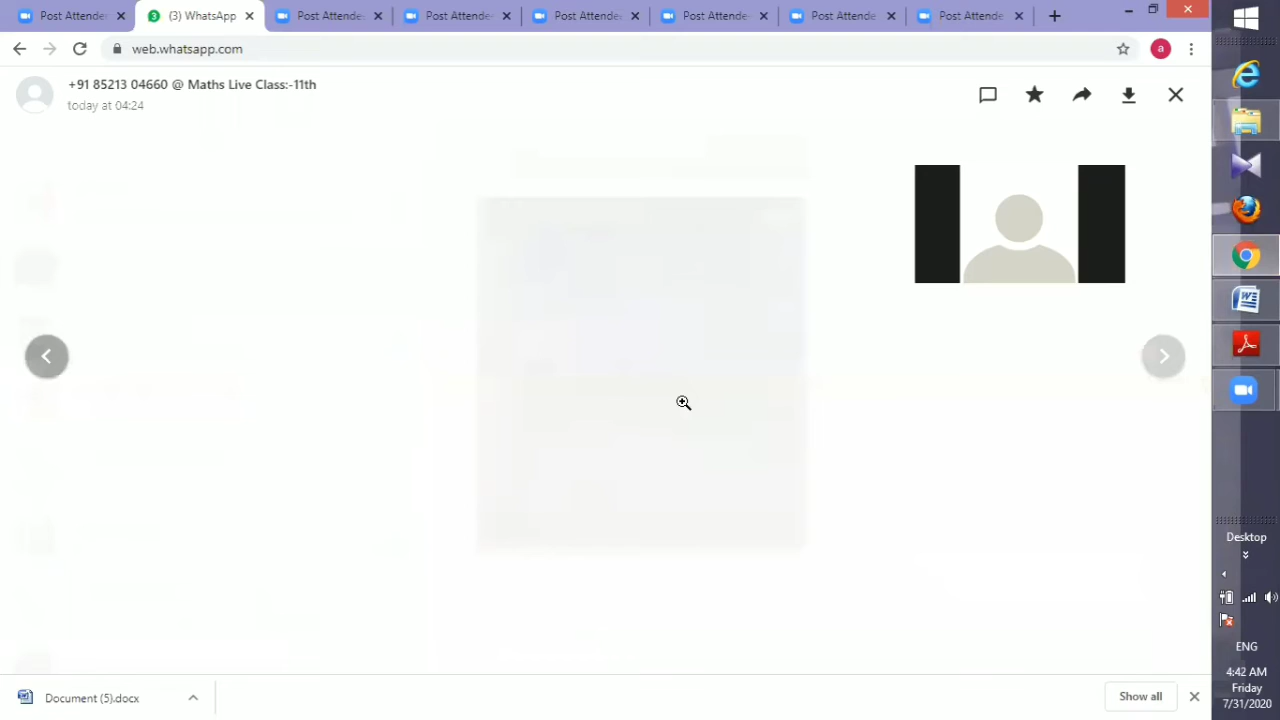 Post Attende
(3) WhatsApp
Post Attende
Post Attende
Post Attende
Post Attende
Post Attende
Post Attende
web.whatsapp.com
a
+91 85213 04660 @ Maths Live Class:-11th
today at 04:24
Document (5).docx
Show all
Desktop
ENG
4:42 AM
Friday
7/31/2020